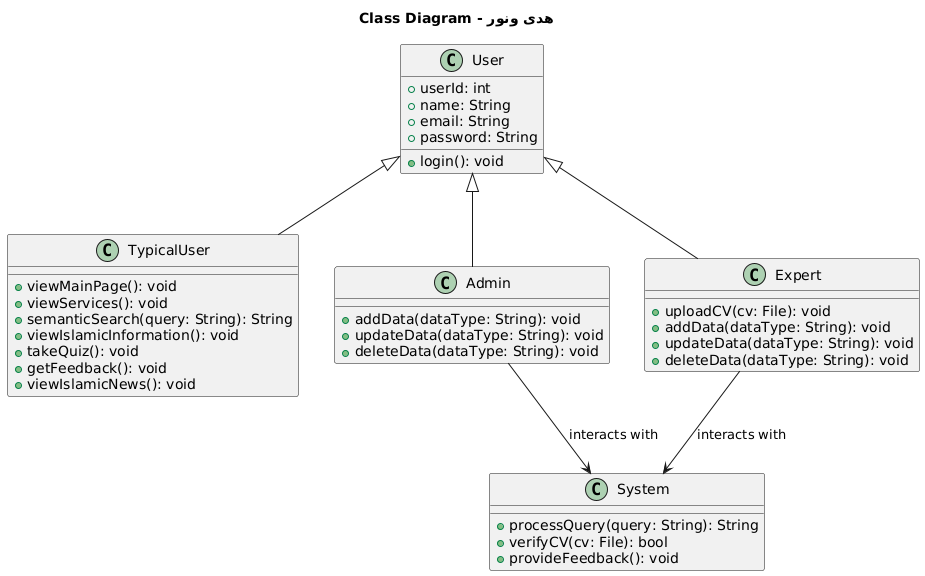 Class Diagram - هدى ونور
C User
userId: int
name: String
email: String
password: String
login(): void
C TypicalUser
viewMainPage(): void
viewServices(): void
semanticSearch(query: String): String
viewIslamicInformation(): void
takeQuiz(): void
getFeedback(): void
viewIslamicNews(): void
C Admin
addData(dataType: String): void
updateData(dataType: String): void
deleteData(dataType: String): void
C Expert
uploadCV(cv: File): void
addData(dataType: String): void
updateData(dataType: String): void
deleteData(dataType: String): void
interacts with
interacts with
C System
processQuery(query: String): String
verifyCV(cv: File): bool
provideFeedback(): void